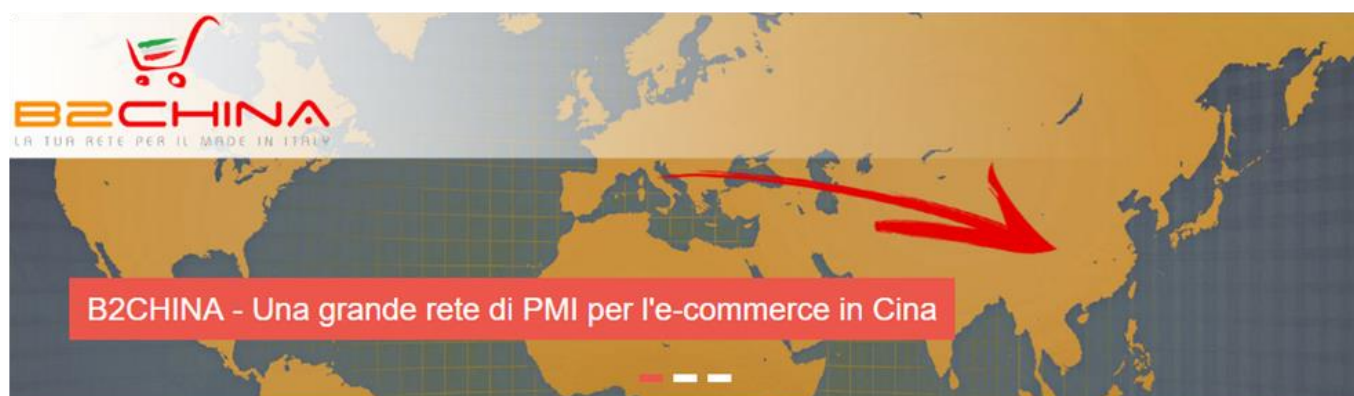 B2CHINA
LA TUA RETE PER IL MADE IN ITALY
B2CHINA - Una grande rete di PMI per l'e-commerce in Cina